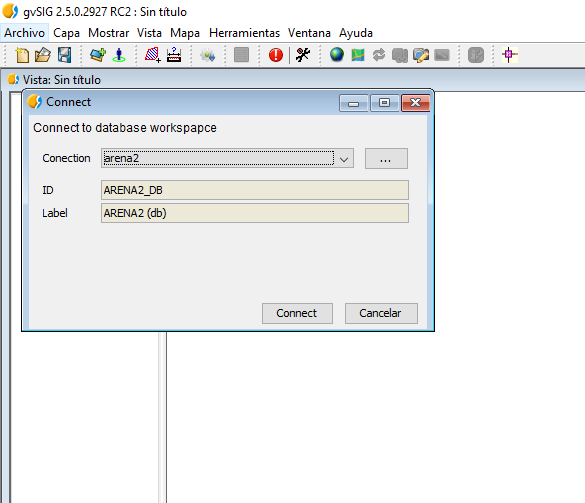 gvSIG 2.5.0.2927 RC2 : Sin título
Archivo Capa Mostrar Vista Mapa Herramientas Ventana Ayuda
Vista: Sin título
Connect
Connect to database workspapce
Conection arena2 ...
ID ARENA2_DB
Label ARENA2 (db)
Connect Cancelar